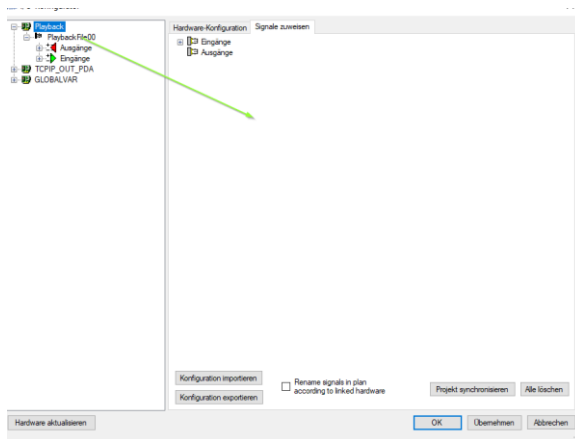 Playback
PlaybackFile00
Ausgänge
Eingänge
TCPIP_OUT_PDA
GLOBALVAR
Hardware-Konfiguration
Signale zuweisen
Eingänge
Ausgänge
Konfiguration importieren
Konfiguration exportieren
Rename signals in plan
according to linked hardware
Projekt synchronisieren
Alle löschen
Hardware aktualisieren
OK
Übernehmen
Abbrechen